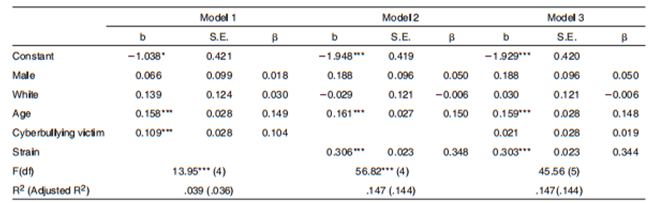 Model 1 Model 2 Model 3
b S.E. β b S.E. β b S.E. β
Constant −1.038* 0.421 −1.948*** 0.419 −1.929*** 0.420
Male 0.066 0.099 0.018 0.188 0.096 0.050 0.188 0.096 0.050
White 0.139 0.124 0.030 −0.029 0.121 −0.006 0.030 0.121 −0.006
Age 0.158*** 0.028 0.149 0.161*** 0.027 0.150 0.159*** 0.028 0.148
Cyberbullying victim 0.109*** 0.028 0.104 0.021 0.028 0.019
Strain 0.306*** 0.023 0.348 0.303*** 0.023 0.344
F(df) 13.95*** (4) 56.82*** (4) 45.56 (5)
R² (Adjusted R²) .039 (.036) .147 (.144) .147(.144)